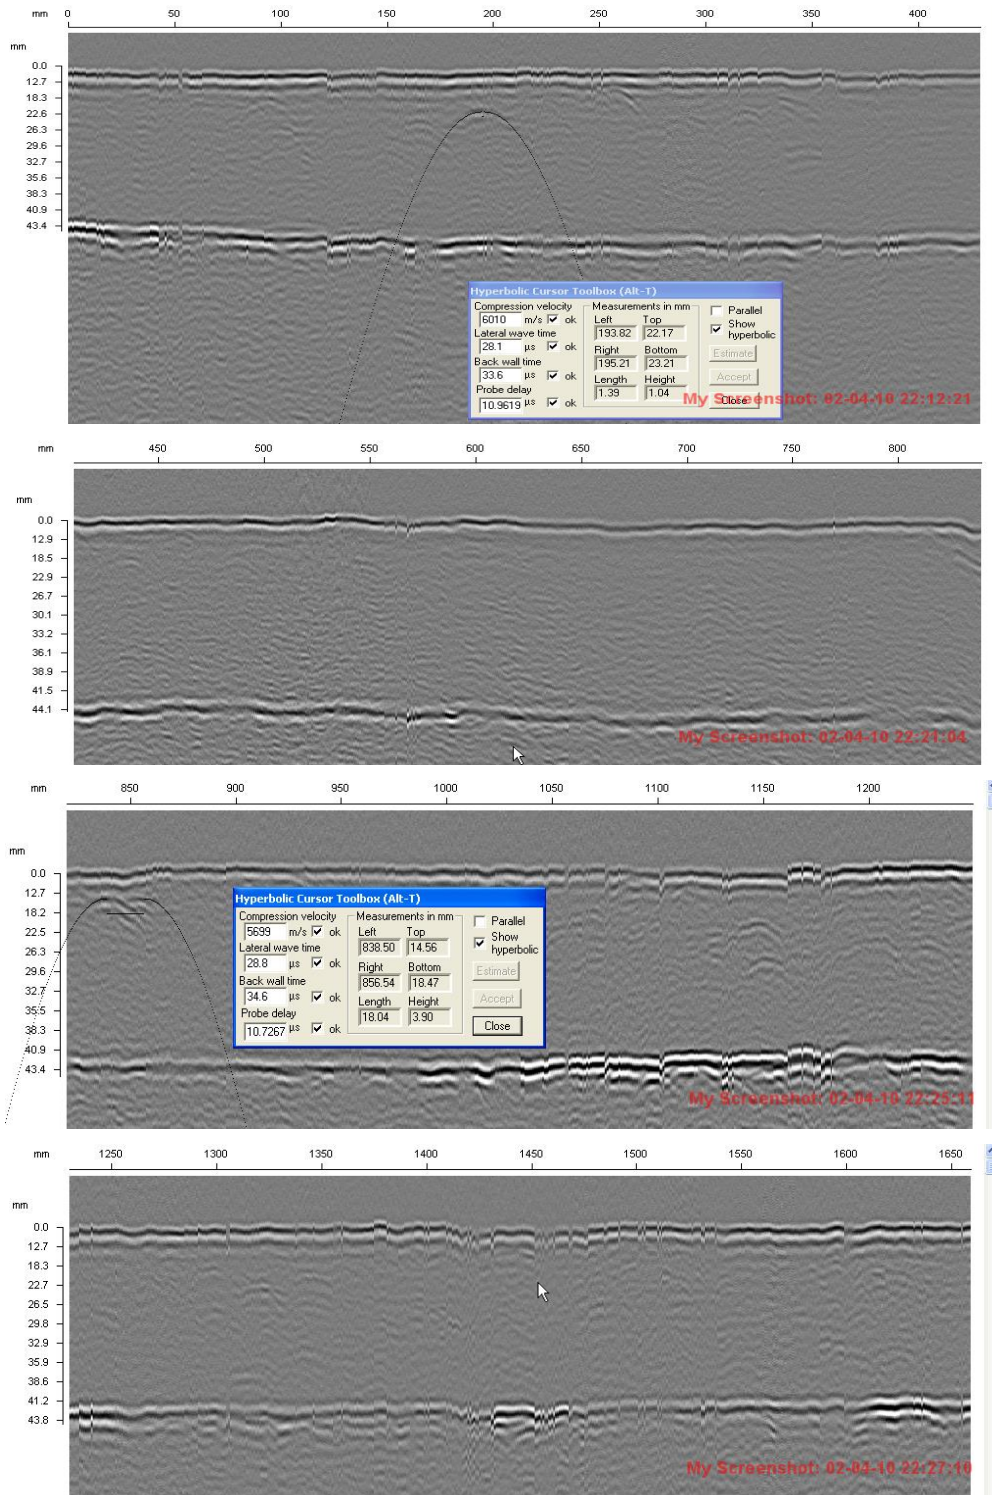 mm 0 50 100 150 200 250 300 350 400
mm
0.0
12.7
18.3
22.6
26.3
29.6
32.7
35.6
38.3
40.9
43.4
Hyperbolic Cursor Toolbox (Alt-T)
Compression velocity
6010 m/s ok
Lateral wave time
28.1 µs ok
Back wall time
33.6 µs ok
Probe delay
10.9619 µs ok
Measurements in mm
Left Top
193.82 22.17
Right Bottom
195.21 23.21
Length Height
1.39 1.04
Parallel
Show
hyperbolic
Estimate
Accept
Close
My Screenshot: 02-04-10 22:12:21
mm 450 500 550 600 650 700 750 800
mm
0.0
12.9
18.5
22.9
26.7
30.1
33.2
36.1
38.9
41.5
44.1
My Screenshot: 02-04-10 22:21:04
mm 850 900 950 1000 1050 1100 1150 1200
mm
0.0
12.7
18.2
22.5
26.3
29.6
32.7
35.5
38.3
40.9
43.4
Hyperbolic Cursor Toolbox (Alt-T)
Compression velocity
5699 m/s ok
Lateral wave time
28.8 µs ok
Back wall time
34.6 µs ok
Probe delay
10.7267 µs ok
Measurements in mm
Left Top
838.50 14.56
Right Bottom
856.54 18.47
Length Height
18.04 3.90
Parallel
Show
hyperbolic
Estimate
Accept
Close
My Screenshot: 02-04-10 22:25:11
mm 1250 1300 1350 1400 1450 1500 1550 1600 1650
mm
0.0
12.7
18.3
22.7
26.5
29.8
32.9
35.9
38.6
41.2
43.8
My Screenshot: 02-04-10 22:27:10